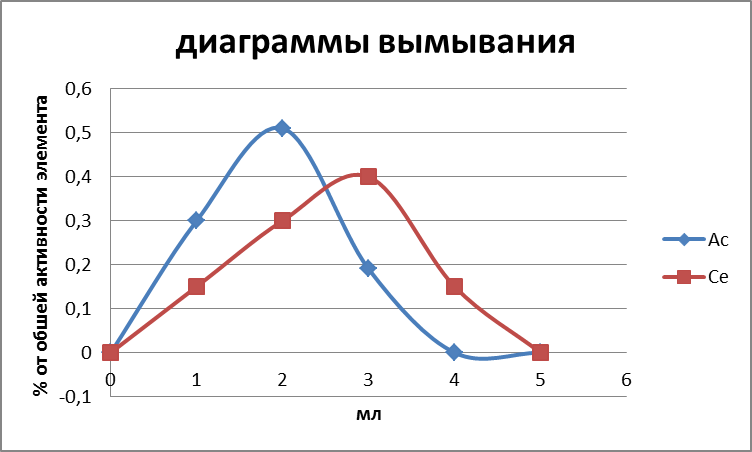 диаграммы вымывания
% от обшей активности элемента
0,6
0,5
0,4
0,3
0,2
0,1
0
-0,1
0 1 2 3 4 5 6
мл
Ac
Ce